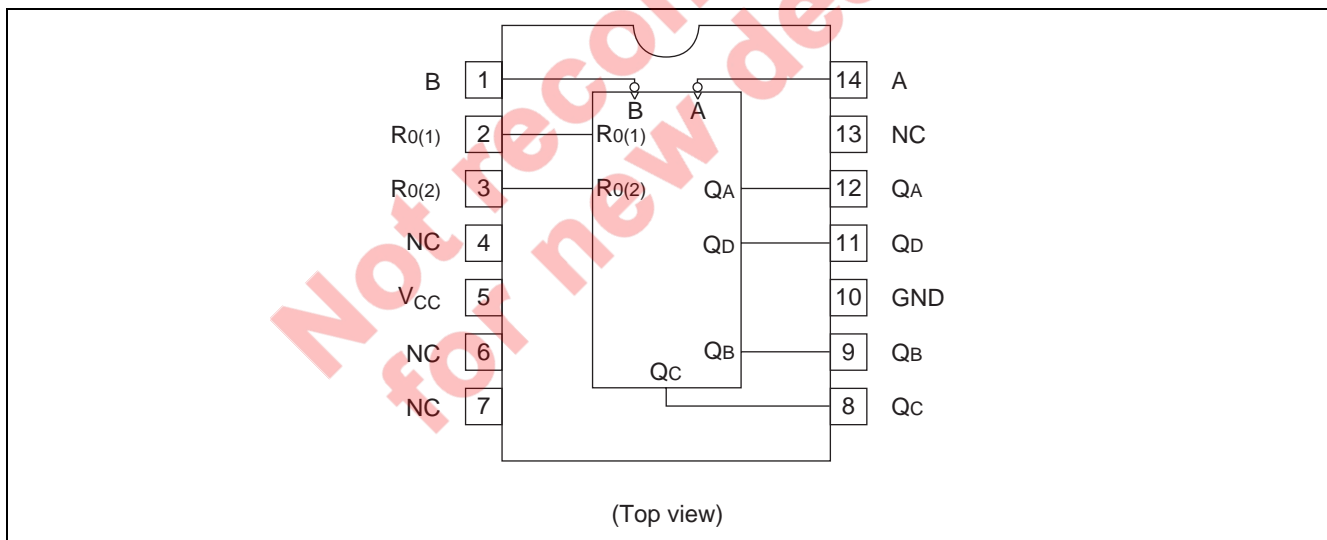 Not recom
for new des
B 1 14 A
B A
R0(1) 2 R0(1) 13 NC
R0(2) 3 R0(2) QA 12 QA
NC 4 QD 11 QD
VCC 5 10 GND
NC 6 QB 9 QB
QC
NC 7 8 QC
(Top view)